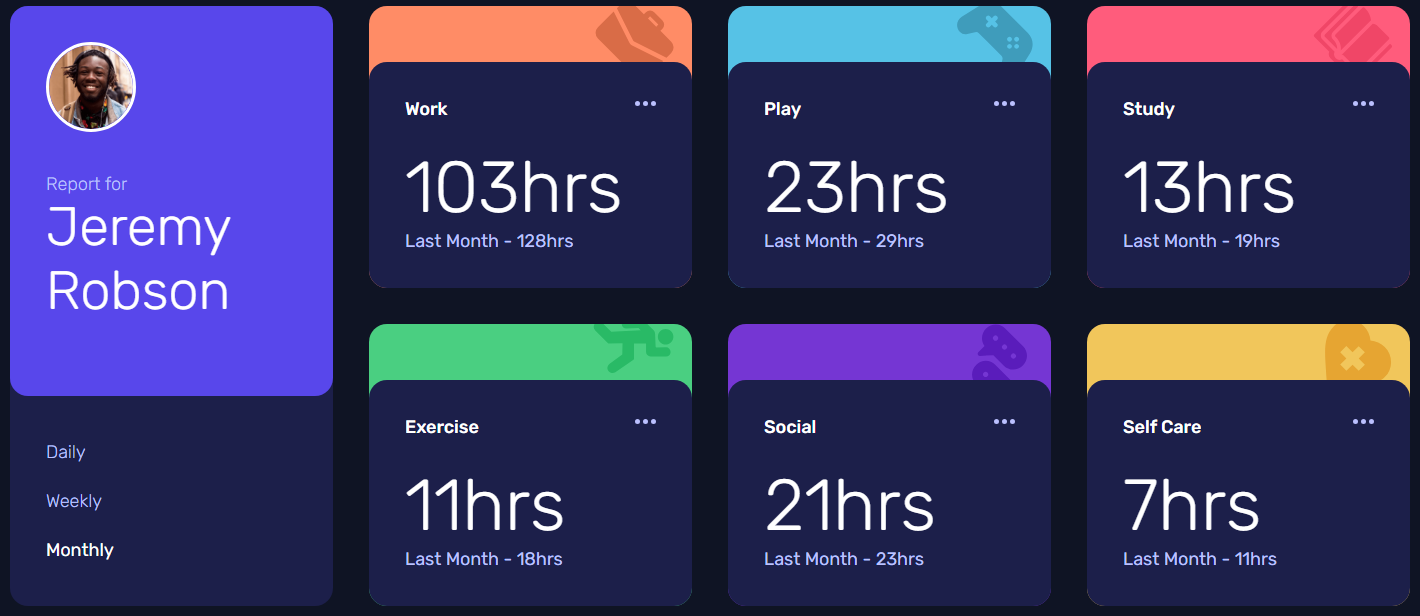 Report for
Jeremy
Robson
Daily
Weekly
Monthly
Work
103hrs
Last Month - 128hrs
Play
23hrs
Last Month - 29hrs
Study
13hrs
Last Month - 19hrs
Exercise
11hrs
Last Month - 18hrs
Social
21hrs
Last Month - 23hrs
Self Care
7hrs
Last Month - 11hrs